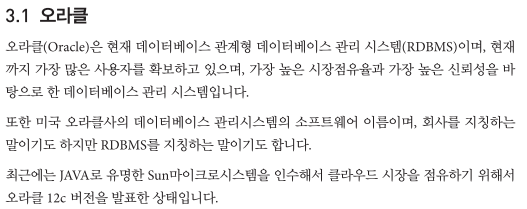 3.1 오라클
오라클(Oracle)은 현재 데이터베이스 관계형 데이터베이스 관리 시스템(RDBMS)이며, 현재
까지 가장 많은 사용자를 확보하고 있으며, 가장 높은 시장점유율과 가장 높은 신뢰성을 바
탕으로 한 데이터베이스 관리 시스템입니다.
또한 미국 오라클사의 데이터베이스 관리시스템의 소프트웨어 이름이며, 회사를 지칭하는
말이기도 하지만 RDBMS를 지칭하는 말이기도 합니다.
최근에는 JAVA로 유명한 Sun마이크로시스템을 인수해서 클라우드 시장을 점유하기 위해서
오라클 12c 버전을 발표한 상태입니다.